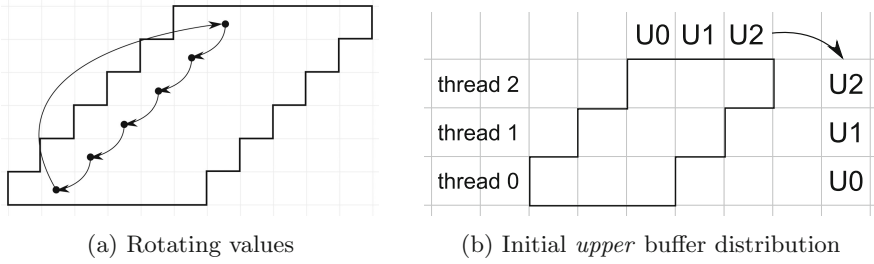 U0 U1 U2
thread 2 U2
thread 1 U1
thread 0 U0
(a) Rotating values
(b) Initial upper buffer distribution